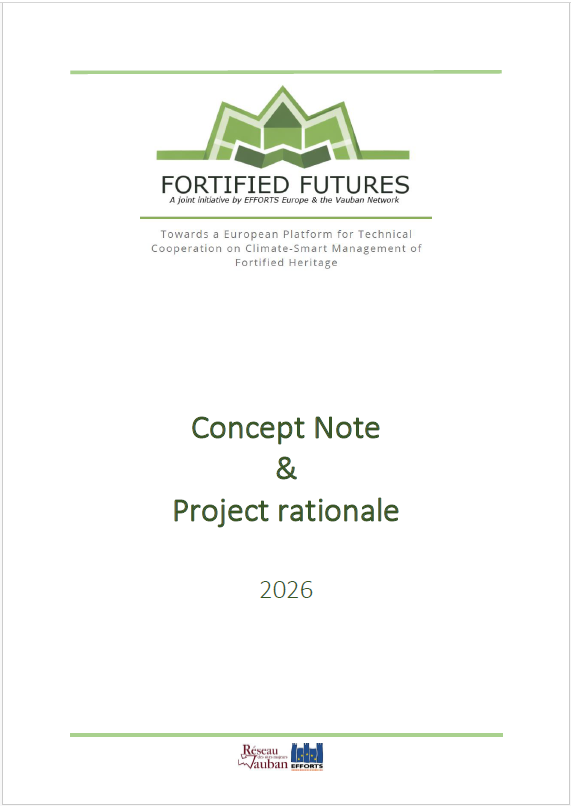 FORTIFIED FUTURES
A joint initiative by EFFORTS Europe & the Vauban Network
Towards a European Platform for Technical
Cooperation on Climate-Smart Management of
Fortified Heritage
Concept Note
&
Project rationale
2026
Réseau
Vauban
EFFORTS